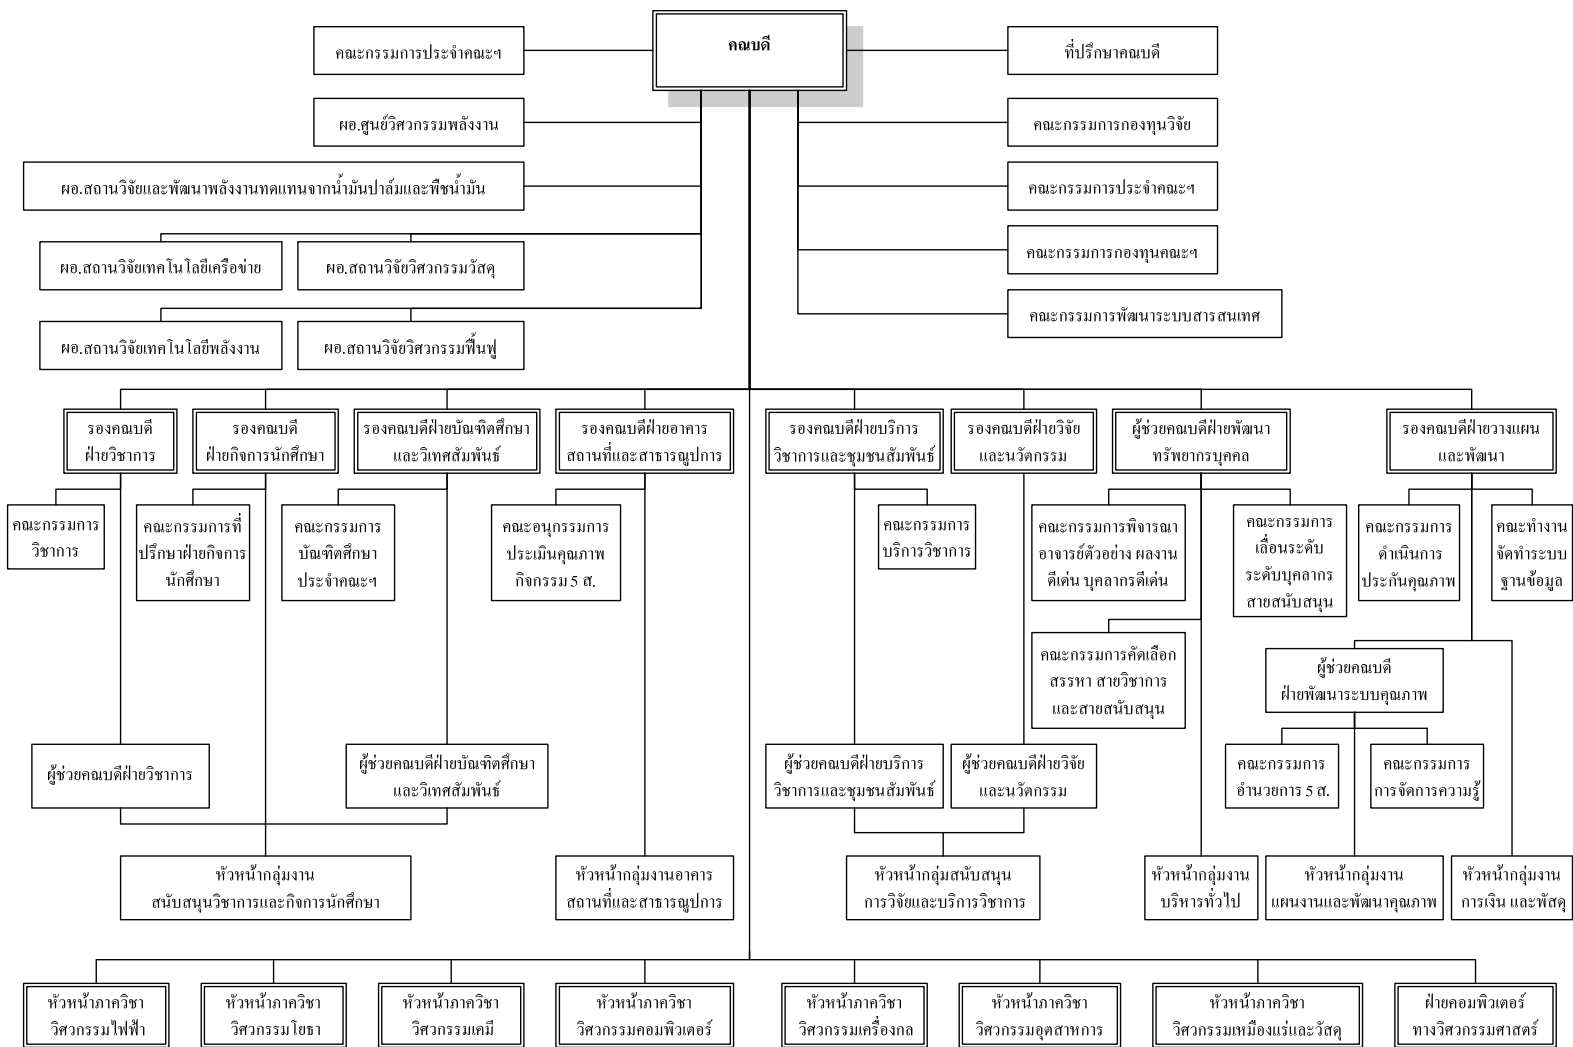 คณบดี
คณะกรรมการประจำคณะฯ
ที่ปรึกษาคณบดี
ผอ.ศูนย์วิศวกรรมพลังงาน
คณะกรรมการกองทุนวิจัย
ผอ.สถานวิจัยและพัฒนาพลังงานทดแทนจากน้ำมันปาล์มและพืชน้ำมัน
คณะกรรมการประจำคณะฯ
ผอ.สถานวิจัยเทคโนโลยีเครือข่าย
ผอ.สถานวิจัยวิศวกรรมวัสดุ
คณะกรรมการกองทุนคณะฯ
ผอ.สถานวิจัยเทคโนโลยีพลังงาน
ผอ.สถานวิจัยวิศวกรรมฟื้นฟู
คณะกรรมการพัฒนาระบบสารสนเทศ
รองคณบดี
ฝ่ายวิชาการ
รองคณบดี
ฝ่ายกิจการนักศึกษา
รองคณบดีฝ่ายบัณฑิตศึกษา
และวิเทศสัมพันธ์
รองคณบดีฝ่ายอาคาร
สถานที่และสาธารณูปการ
รองคณบดีฝ่ายบริการ
วิชาการและชุมชนสัมพันธ์
รองคณบดีฝ่ายวิจัย
และนวัตกรรม
ผู้ช่วยคณบดีฝ่ายพัฒนา
ทรัพยากรบุคคล
รองคณบดีฝ่ายวางแผน
และพัฒนา
คณะกรรมการ
วิชาการ
คณะกรรมการที่
ปรึกษาฝ่ายกิจการ
นักศึกษา
คณะกรรมการ
บัณฑิตศึกษา
ประจำคณะฯ
คณะอนุกรรมการ
ประเมินคุณภาพ
กิจกรรม 5 ส.
คณะกรรมการ
บริการวิชาการ
คณะกรรมการพิจารณา
อาจารย์ตัวอย่าง ผลงาน
ดีเด่น บุคลากรดีเด่น
คณะกรรมการ
เลื่อนระดับ
ระดับบุคลากร
สายสนับสนุน
คณะกรรมการ
ดำเนินการ
ประกันคุณภาพ
คณะทำงาน
จัดทำระบบ
ฐานข้อมูล
คณะกรรมการคัดเลือก
สรรหา สายวิชาการ
และสายสนับสนุน
ผู้ช่วยคณบดี
ฝ่ายพัฒนาระบบคุณภาพ
ผู้ช่วยคณบดีฝ่ายวิชาการ
ผู้ช่วยคณบดีฝ่ายบัณฑิตศึกษา
และวิเทศสัมพันธ์
ผู้ช่วยคณบดีฝ่ายบริการ
วิชาการและชุมชนสัมพันธ์
ผู้ช่วยคณบดีฝ่ายวิจัย
และนวัตกรรม
คณะกรรมการ
อำนวยการ 5 ส.
คณะกรรมการ
การจัดการความรู้
หัวหน้ากลุ่มงาน
สนับสนุนวิชาการและกิจการนักศึกษา
หัวหน้ากลุ่มงานอาคาร
สถานที่และสาธารณูปการ
หัวหน้ากลุ่มสนับสนุน
การวิจัยและบริการวิชาการ
หัวหน้ากลุ่มงาน
บริหารทั่วไป
หัวหน้ากลุ่มงาน
แผนงานและพัฒนาคุณภาพ
หัวหน้ากลุ่มงาน
การเงิน และพัสดุ
หัวหน้าภาควิชา
วิศวกรรมไฟฟ้า
หัวหน้าภาควิชา
วิศวกรรมโยธา
หัวหน้าภาควิชา
วิศวกรรมเคมี
หัวหน้าภาควิชา
วิศวกรรมคอมพิวเตอร์
หัวหน้าภาควิชา
วิศวกรรมเครื่องกล
หัวหน้าภาควิชา
วิศวกรรมอุตสาหการ
หัวหน้าภาควิชา
วิศวกรรมเหมืองแร่และวัสดุ
ฝ่ายคอมพิวเตอร์
ทางวิศวกรรมศาสตร์